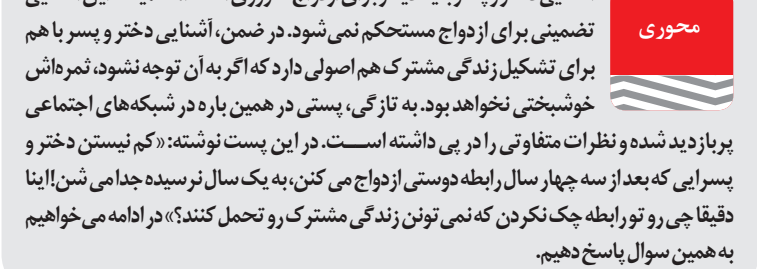 محوری
تضمینی برای ازدواج مستحکم نمی‌شود. در ضمن، آشنایی دختر و پسر با هم
برای تشکیل زندگی مشترک هم اصولی دارد که اگر به آن توجه نشود، ثمره‌اش
خوشبختی نخواهد بود. به تازگی، پستی در همین باره در شبکه‌های اجتماعی
پربازدید شده و نظرات متفاوتی را در پی داشته است. در این پست نوشته: «کم نیستن دختر و
پسرایی که بعد از سه چهار سال رابطه دوستی ازدواج می کنن، به یک سال نرسیده جدا می شن! اینا
دقیقا چی رو تو رابطه چک نکردن که نمی تونن زندگی مشترک رو تحمل کنند؟» در ادامه می‌خواهیم
به همین سوال پاسخ دهیم.